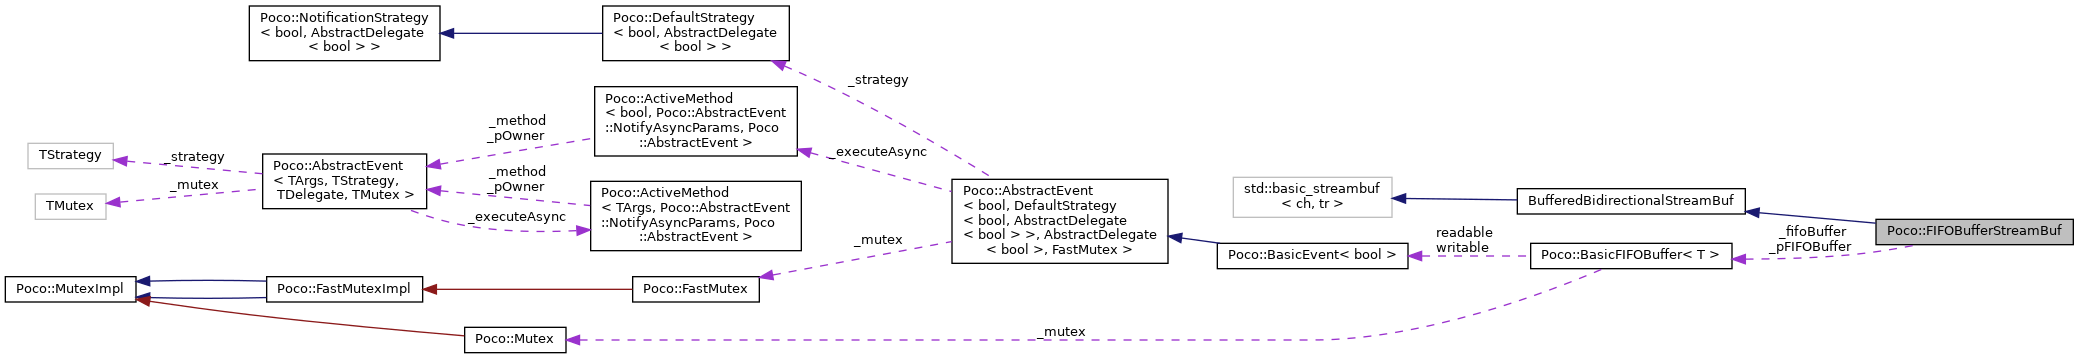 Poco::NotificationStrategy
< bool, AbstractDelegate
< bool > >
Poco::DefaultStrategy
< bool, AbstractDelegate
< bool > >
_strategy
Poco::ActiveMethod
< bool, Poco::AbstractEvent
::NotifyAsyncParams, Poco
::AbstractEvent >
_method
_pOwner
_executeAsync
TStrategy
_strategy
TMutex
_mutex
Poco::AbstractEvent
< TArgs, TStrategy,
TDelegate, TMutex >
_method
_pOwner
_executeAsync
Poco::ActiveMethod
< TArgs, Poco::AbstractEvent
::NotifyAsyncParams, Poco
::AbstractEvent >
Poco::AbstractEvent
< bool, DefaultStrategy
< bool, AbstractDelegate
< bool > >, AbstractDelegate
< bool >, FastMutex >
_mutex
std::basic_streambuf
< ch, tr >
BufferedBidirectionalStreamBuf
Poco::FIFOBufferStreamBuf
_fifoBuffer
_pFIFOBuffer
readable
writable
Poco::BasicEvent< bool >
Poco::BasicFIFOBuffer< T >
Poco::MutexImpl
Poco::FastMutexImpl
Poco::FastMutex
Poco::Mutex
_mutex